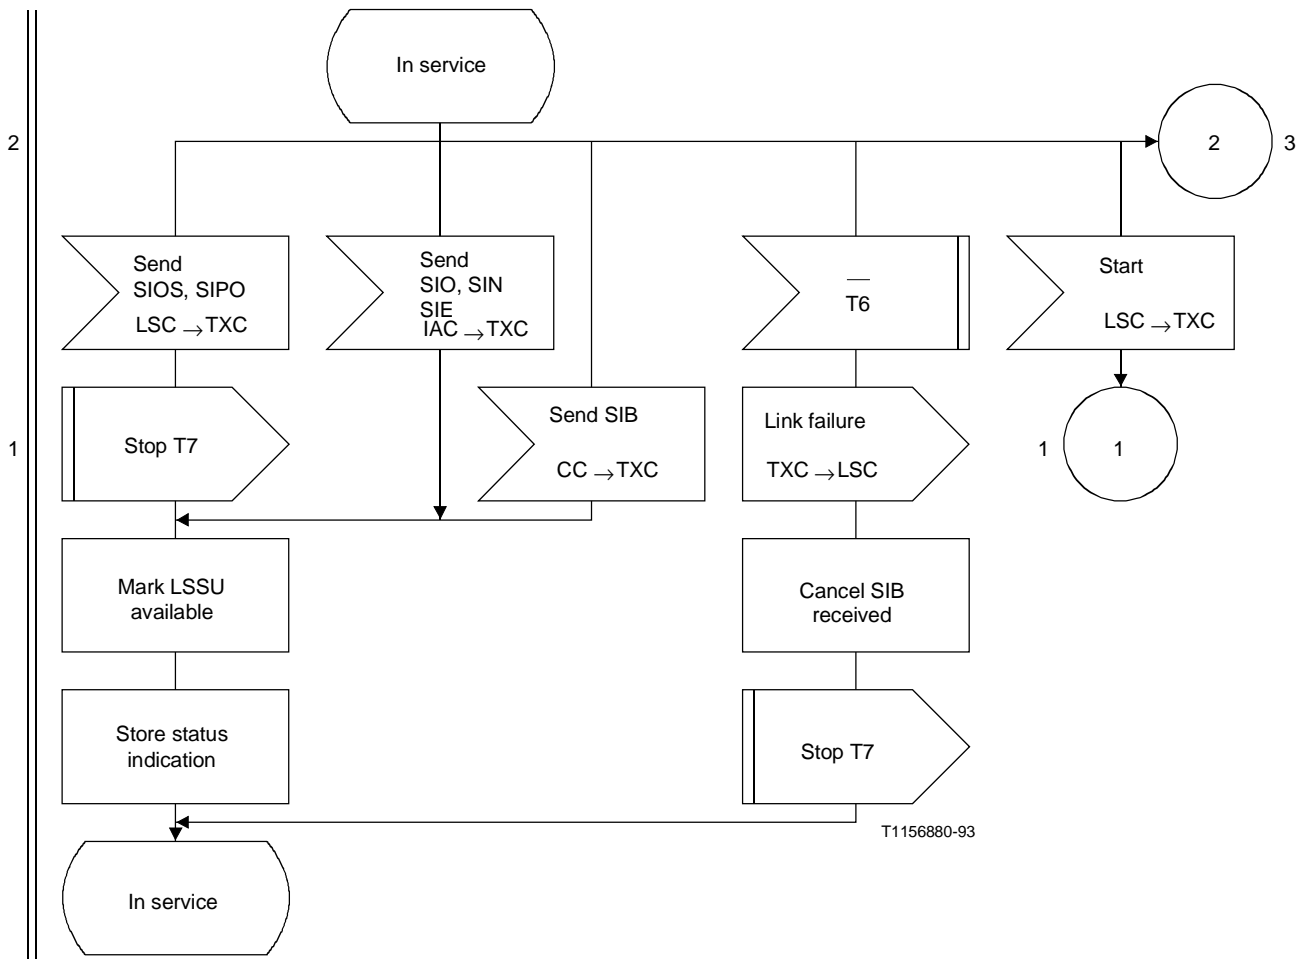 In service
2
2
3
Send
SIOS, SIPO
LSC → TXC
Send
SIO, SIN
SIE
IAC → TXC
T6
Start
LSC → TXC
1
Stop T7
Send SIB
CC → TXC
Link failure
TXC → LSC
1
1
Mark LSSU
available
Cancel SIB
received
Store status
indication
Stop T7
T1156880-93
In service